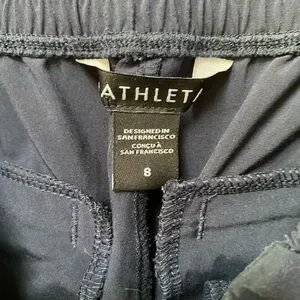 ATHLETA
DESIGNED IN
SAN FRANCISCO
CONÇU À
SAN FRANCISCO
8